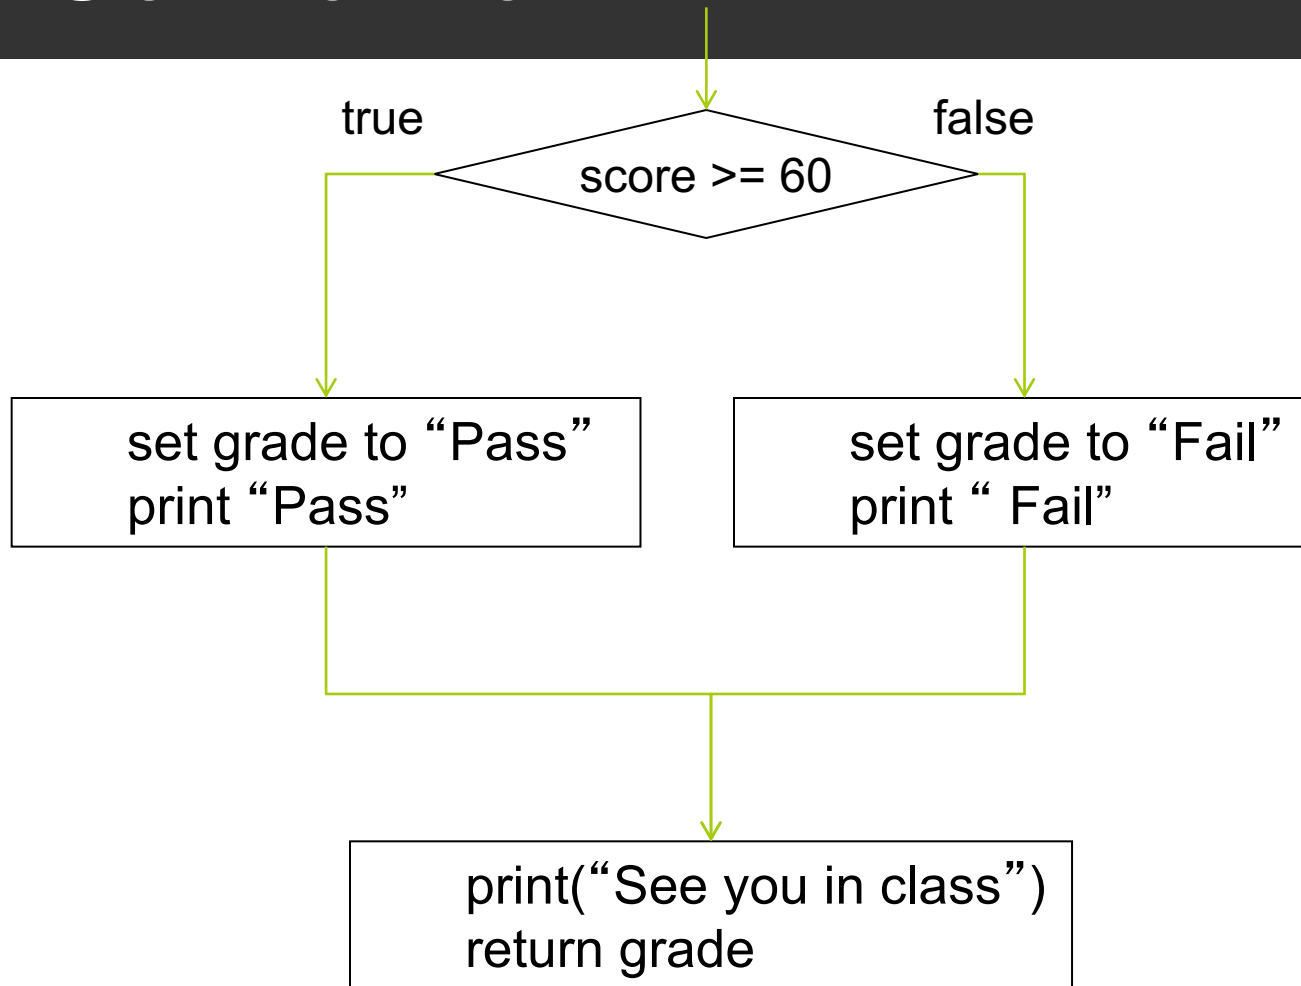 true
false
score >= 60
set grade to “Pass”
print “Pass”
set grade to “Fail”
print “ Fail”
print(“See you in class”)
return grade